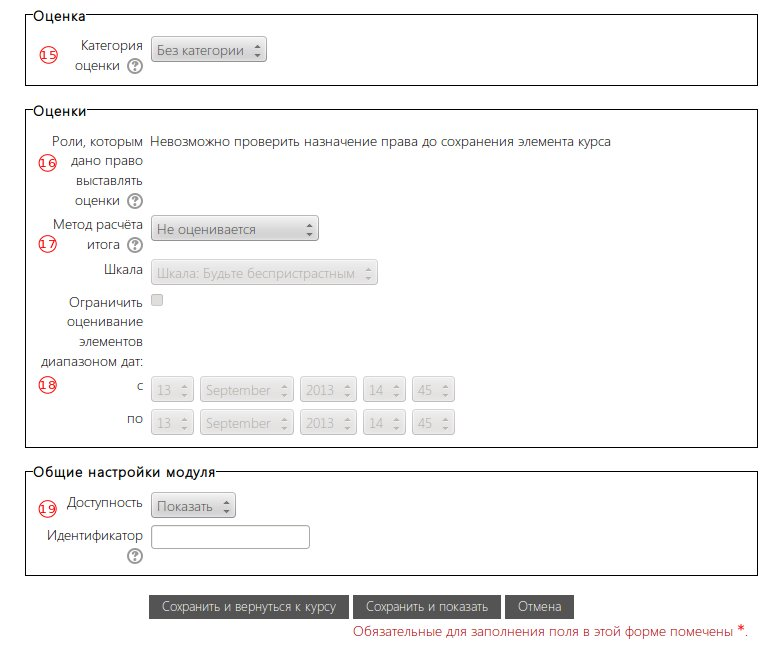 Оценка
15 Категория оценки ? Без категории
Оценки
Роли, которым Невозможно проверить назначение права до сохранения элемента курса
16 дано право
выставлять
оценки ?
Метод расчёта Не оценивается
17 итога ?
Шкала Шкала: Будьте беспристрастным
Ограничить
оценивание
элементов
диапазоном дат:
18 с 13 September 2013 14 45
по 13 September 2013 14 45
Общие настройки модуля
19 Доступность Показать
Идентификатор
?
Сохранить и вернуться к курсу Сохранить и показать Отмена
Обязательные для заполнения поля в этой форме помечены *.